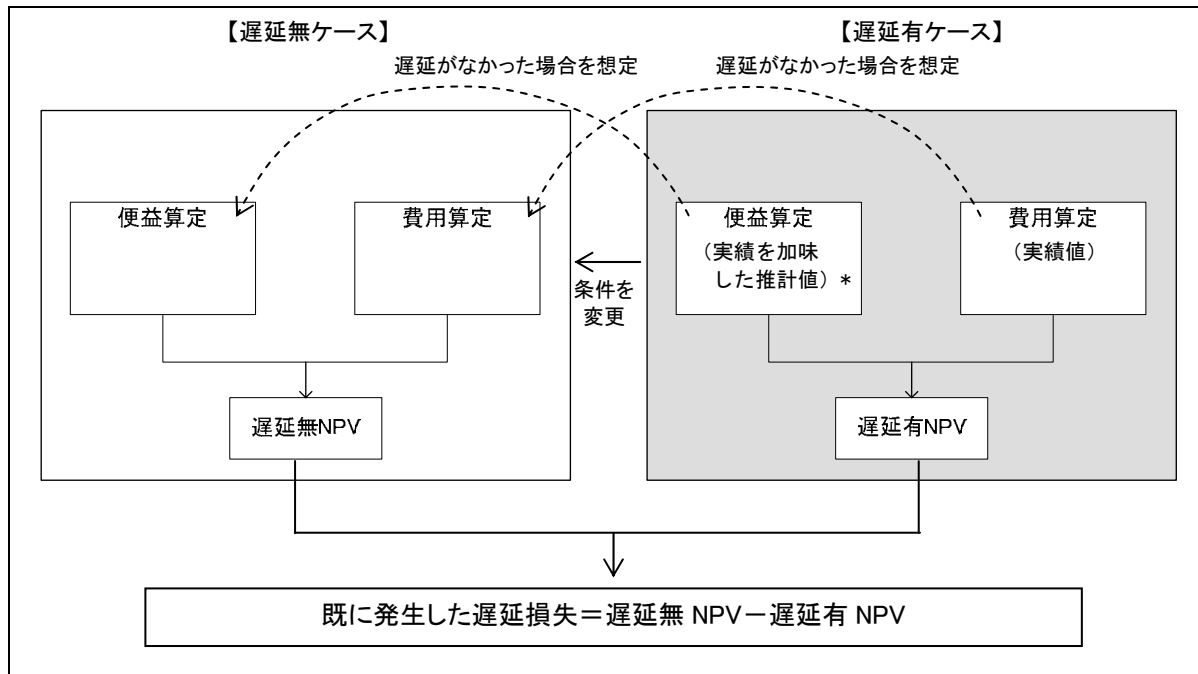 【遅延無ケース】
【遅延有ケース】
遅延がなかった場合を想定
遅延がなかった場合を想定
便益算定
費用算定
条件を
変更
便益算定
（実績を加味
した推計値）＊
費用算定
（実績値）
遅延無NPV
遅延有NPV
既に発生した遅延損失＝遅延無 NPV－遅延有 NPV